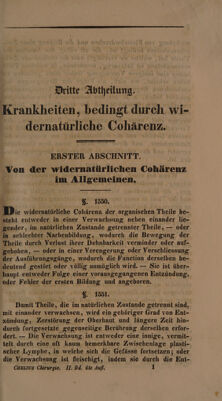 Dritte Abtheilung.
Krankheiten, bedingt durch wi-
dernatürliche Cohärenz.
ERSTER ABSCHNITT.
Von der widernatürlichen Cohärenz
im Allgemeinen.
§. 1550.
Die widernatürliche Cohärenz der organischen Theile be-
steht entweder in einer Verwachsung neben einander lie-
gender, im natürlichen Zustande getrennter Theile, — oder
in schlechter Narbenbildung, wodurch die Bewegung der
Theile durch Verlust ihrer Dehnbarkeit vermindert oder auf-
gehoben, — oder in einer Verengerung oder Verschliessung
der Ausführungsgänge, wodurch die Function derselben be-
deutend gestört oder völlig unmöglich wird. — Sie ist über-
haupt entweder Folge einer vorausgegangenen Entzündung,
oder Fehler der ersten Bildung und angeboren.
§. 1551.
Damit Theile, die im natürlichen Zustande getrennt sind,
mit einander verwachsen, wird ein gehöriger Grad von Ent-
zündung, Zerstörung der Oberhaut und längere Zeit hin-
durch fortgesetzte gegenseitige Berührung derselben erfor-
dert. — Die Verwachsung ist entweder eine innige, vermit-
telt durch eine oft kaum bemerkbare Zwischenlage plasti-
scher Lymphe, in welche sich die Gefässe fortsetzen; oder
die Verwachsung ist fleischigt, indem sie durch die Ent-
Chelius Chirurgie. II. Bd. 6te Aufl. 1